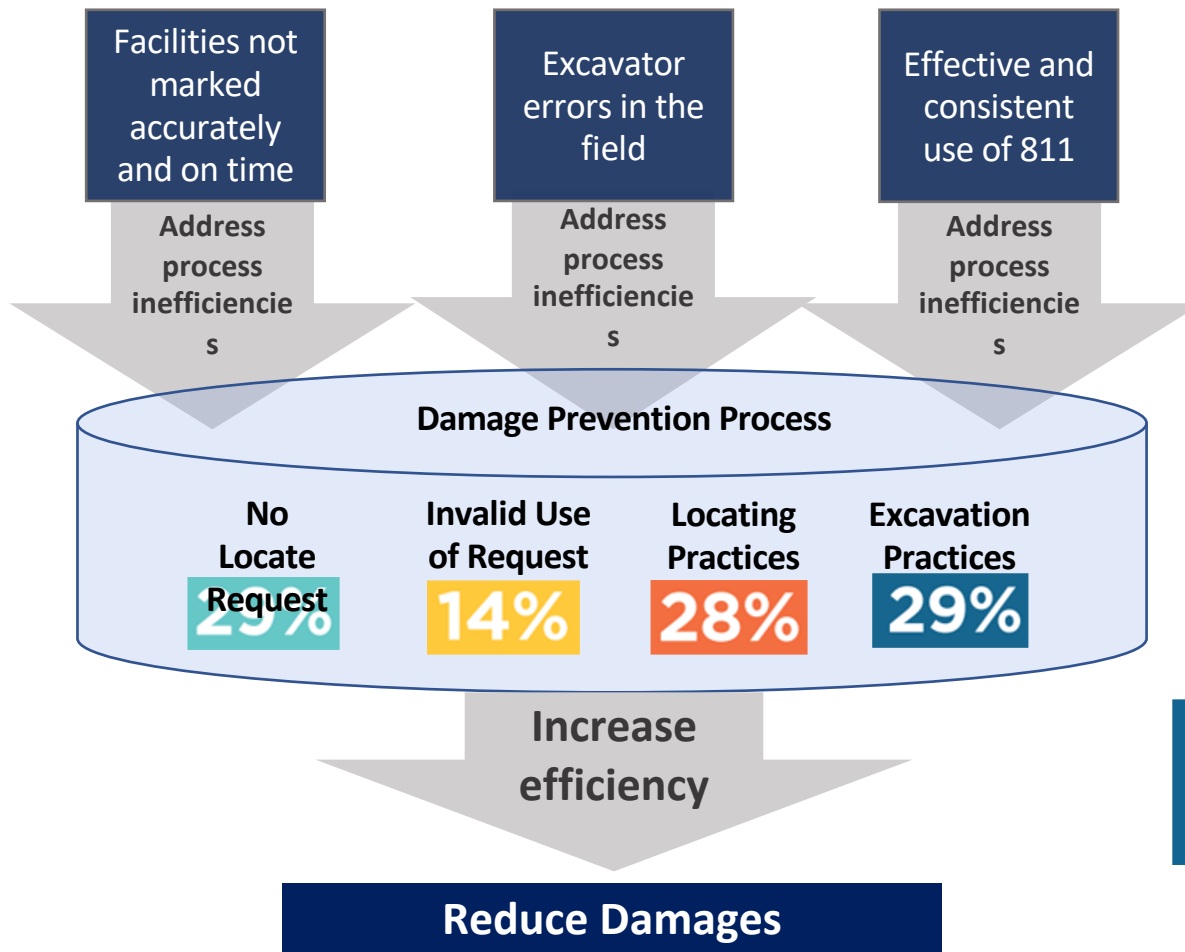 Facilities not
marked
accurately
and on time
Excavator
errors in the
field
Effective and
consistent
use of 811
Address
process
inefficiencie
s
Address
process
inefficiencie
s
Address
process
inefficiencie
s
Damage Prevention Process
No
Locate
Request
29%
Invalid Use
of Request
14%
Locating
Practices
28%
Excavation
Practices
29%
Increase
efficiency
Reduce Damages